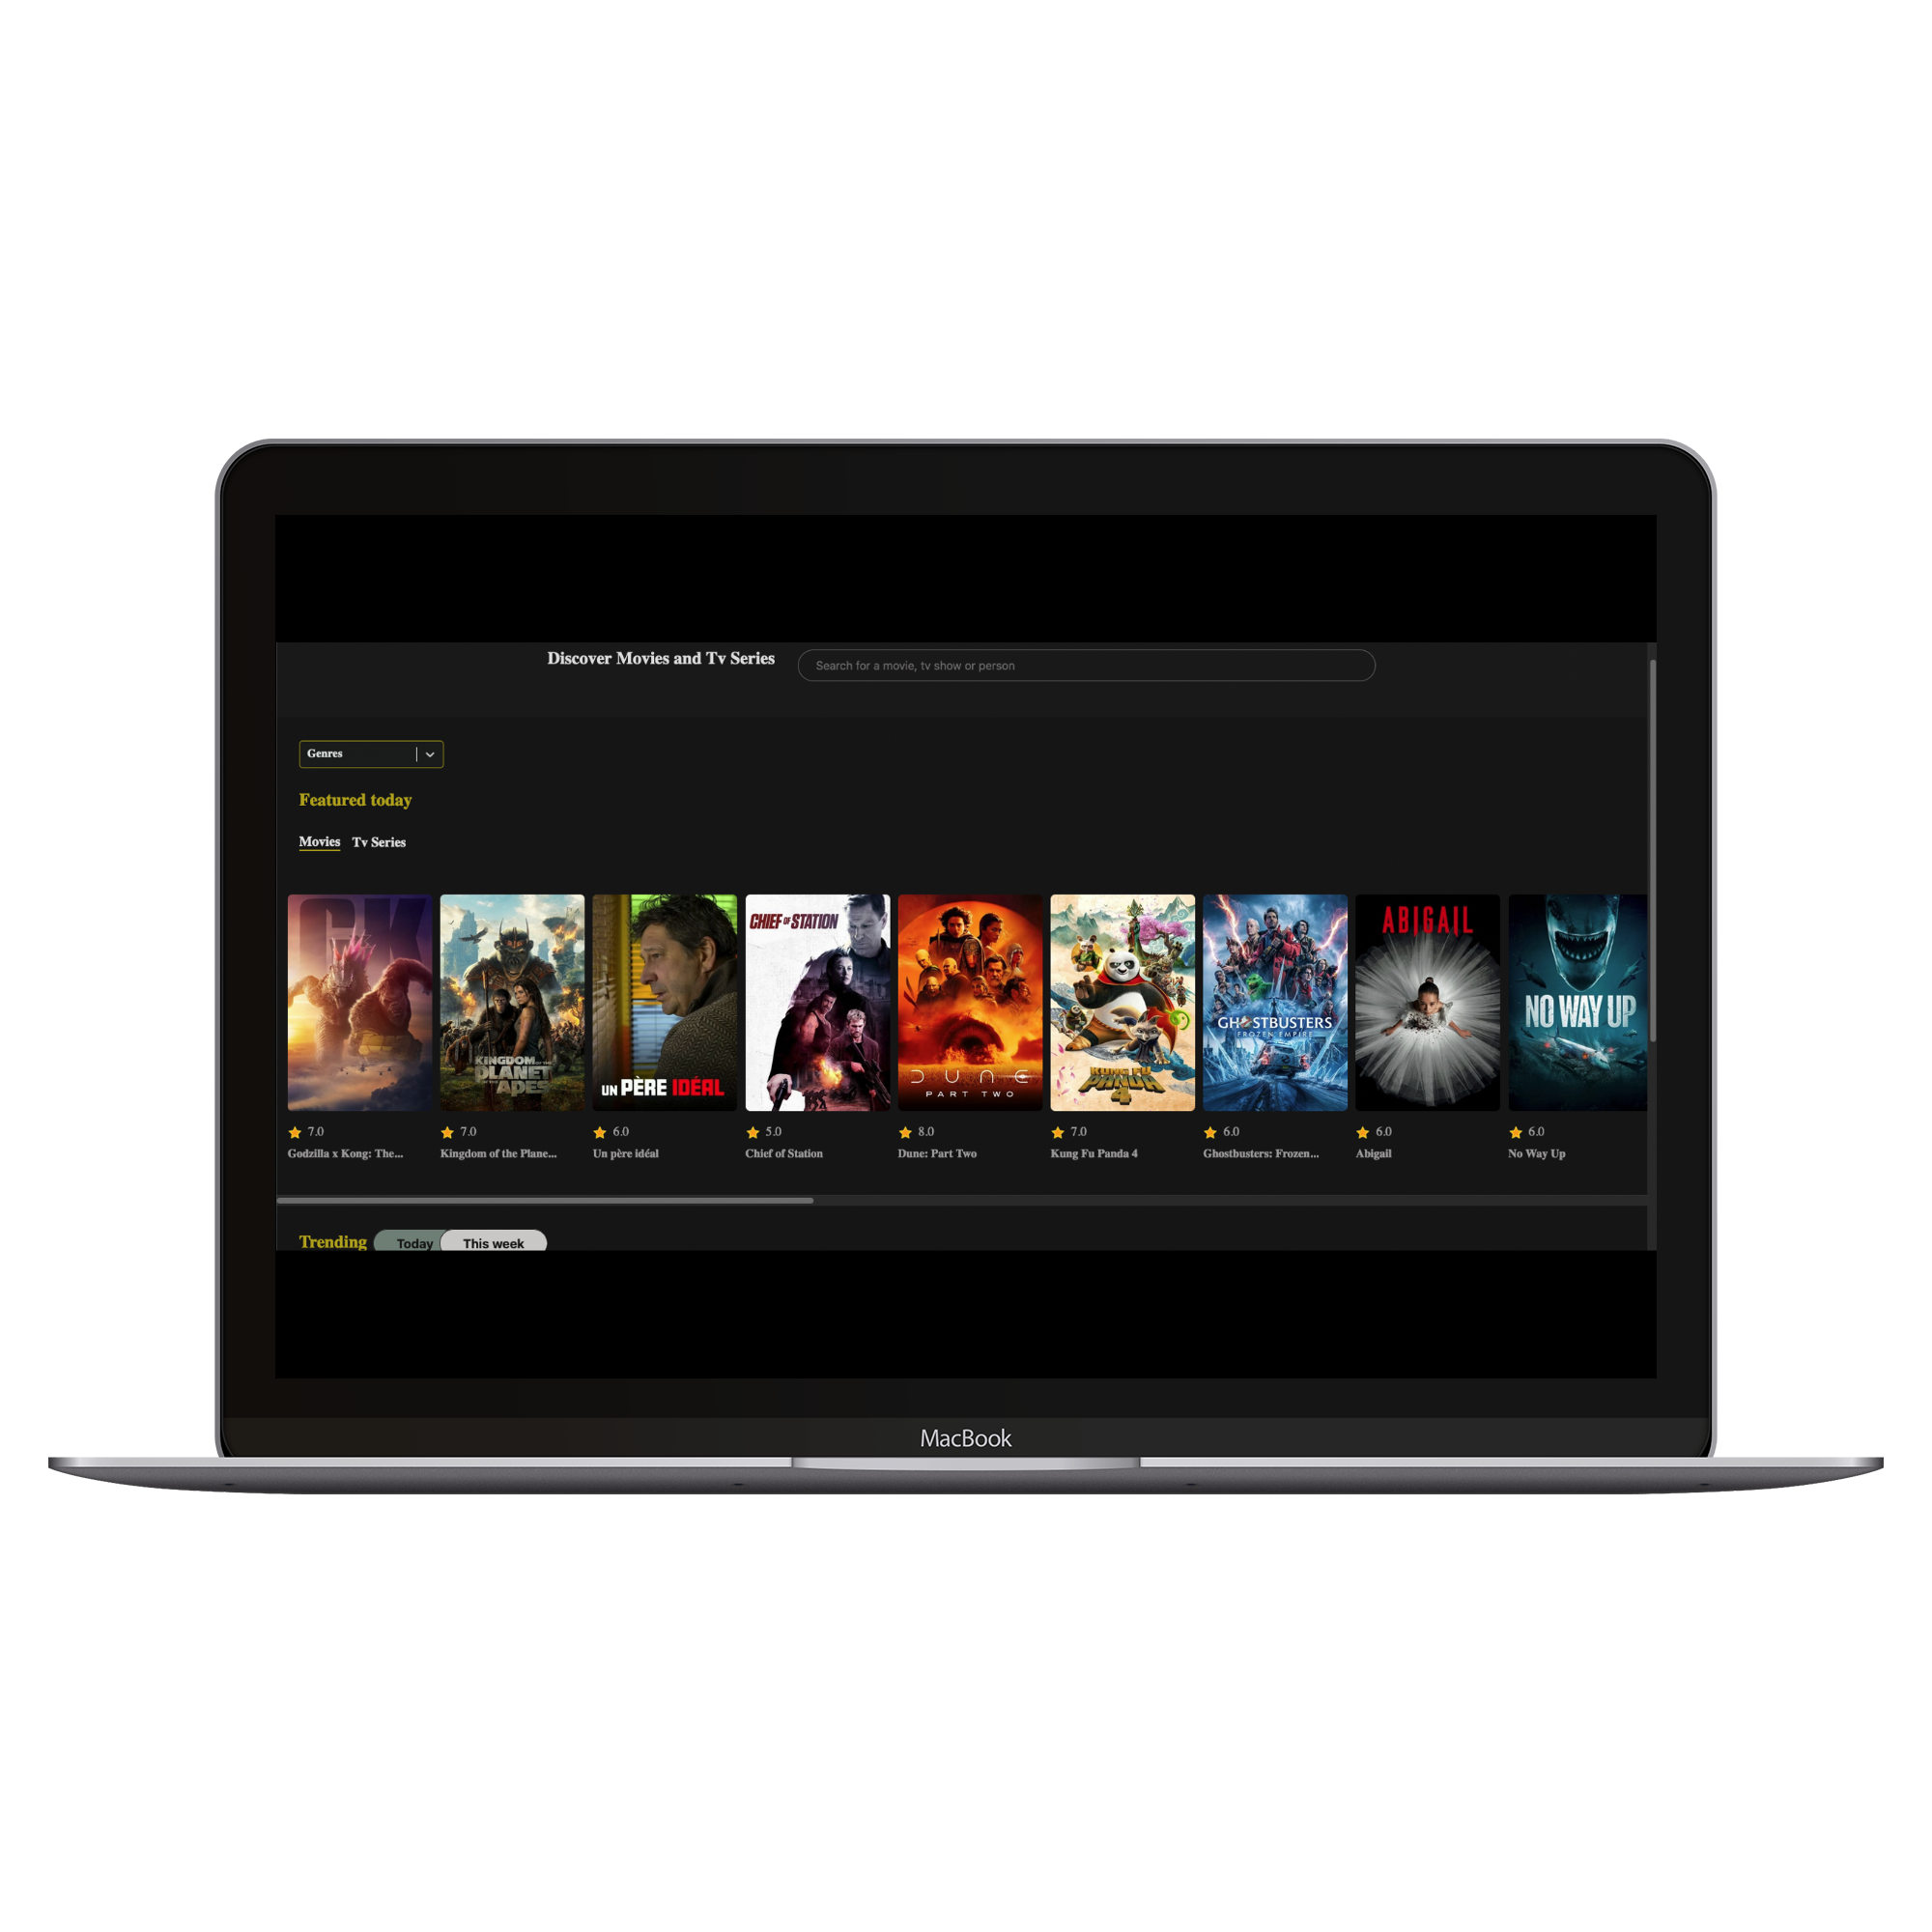 Discover Movies and Tv Series
Search for a movie, tv show or person
Genres
Featured today
Movies Tv Series
GK
KINGDOM OF THE
PLANET
OF THE APES
UN PÈRE IDÉAL
CHIEF OF STATION
DUNE
PART TWO
KUNG FU
PANDA
4
GHOSTBUSTERS
FROZEN EMPIRE
ABIGAIL
NO WAY UP
7.0
Godzilla x Kong: The...
7.0
Kingdom of the Plane...
6.0
Un père idéal
5.0
Chief of Station
8.0
Dune: Part Two
7.0
Kung Fu Panda 4
6.0
Ghostbusters: Frozen...
6.0
Abigail
6.0
No Way Up
Trending Today This week
MacBook